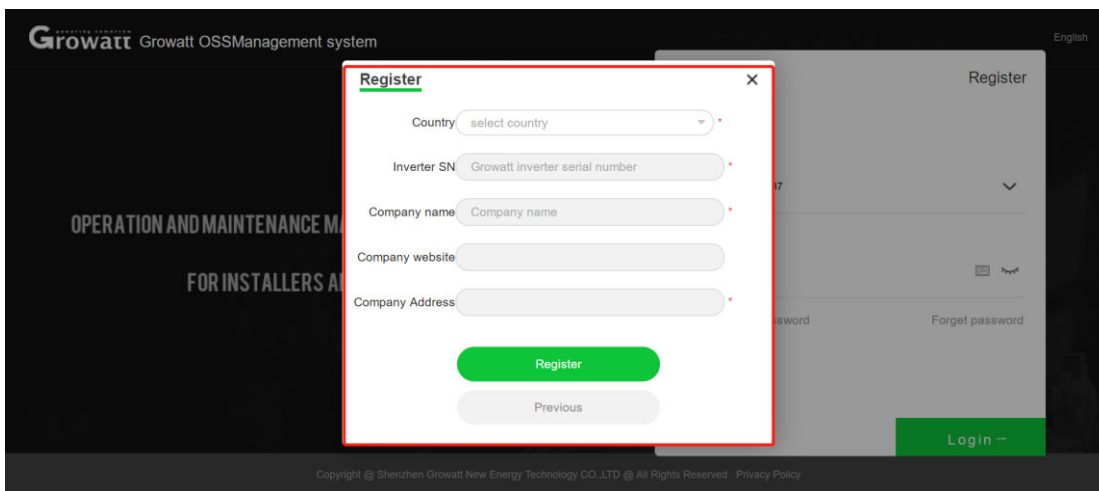 Growatt Growatt OSSManagement system
English
Register
Register
Country select country *
Inverter SN Growatt inverter serial number *
Company name Company name *
Company website
Company Address *
Register
Previous
OPERATION AND MAINTENANCE
FOR INSTALLERS
Forget password
Login
Copyright @ Shenzhen Growatt New Energy Technology CO.,LTD @ All Rights Reserved Privacy Policy